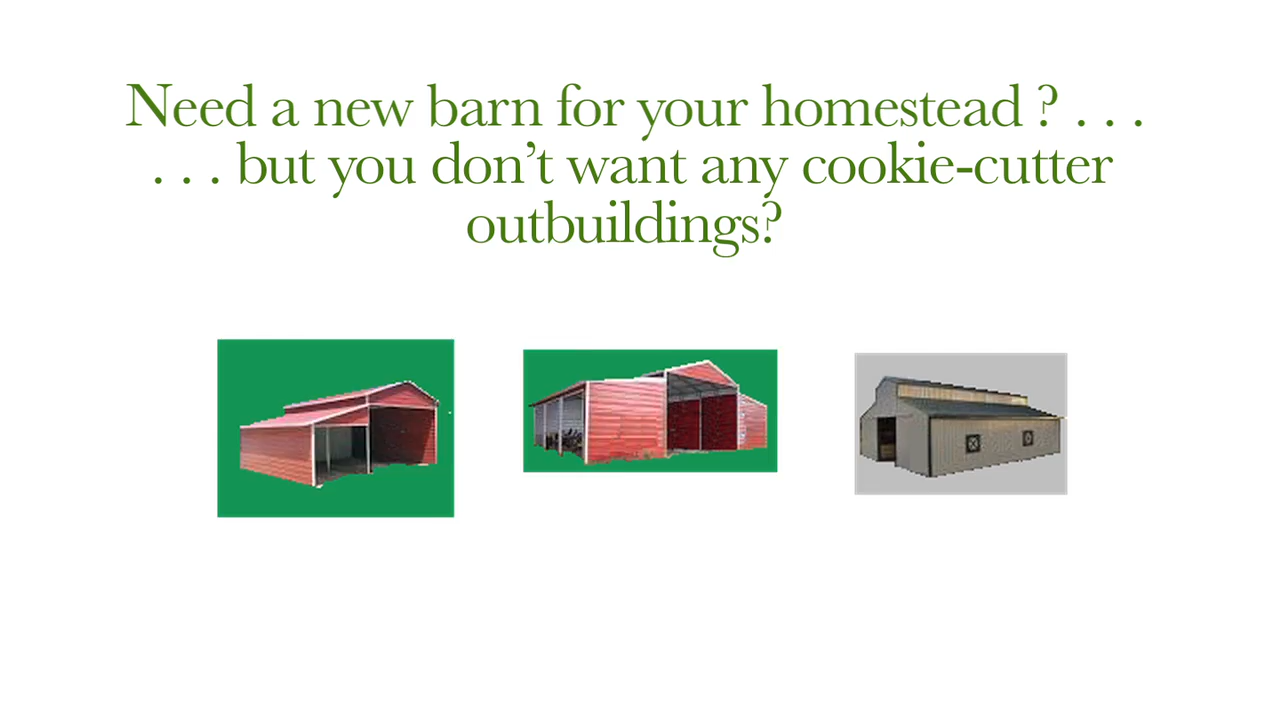 Need a new barn for your homestead ? . . .
. . . but you don’t want any cookie-cutter
outbuildings?